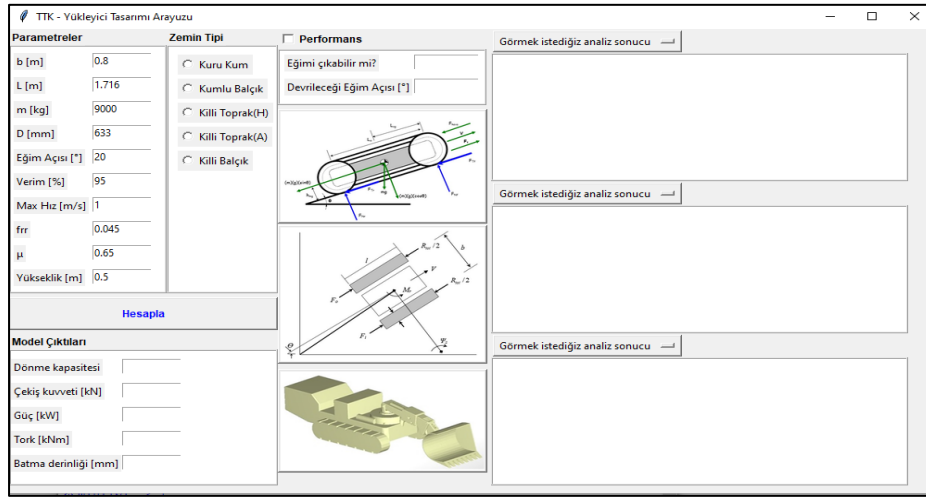 TTK - Yükleyici Tasarımı Arayuzu
Parametreler
b [m] 0.8
L [m] 1.716
m [kg] 9000
D [mm] 633
Eğim Açısı [°] 20
Verim [%] 95
Max Hız [m/s] 1
frr 0.045
µ 0.65
Yükseklik [m] 0.5
Zemin Tipi
Kuru Kum
Kumlu Balçık
Killi Toprak(H)
Killi Toprak(A)
Killi Balçık
Hesapla
Model Çıktıları
Dönme kapasitesi
Çekiş kuvveti [kN]
Güç [kW]
Tork [kNm]
Batma derinliği [mm]
Performans
Eğimi çıkabilir mi?
Devrileceği Eğim Açısı [°]
mg
l
b
V
Görmek istediğiz analiz sonucu
Görmek istediğiz analiz sonucu
Görmek istediğiz analiz sonucu